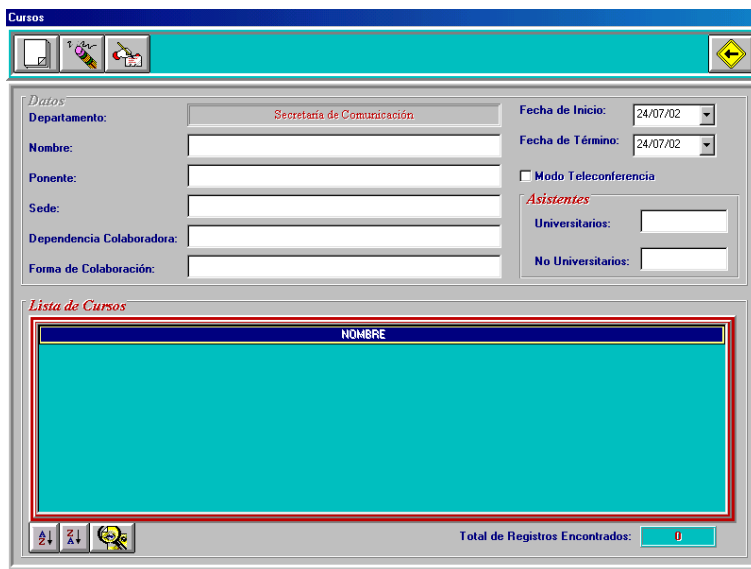 Cursos
Datos
Departamento: Secretaría de Comunicación
Nombre:
Ponente:
Sede:
Dependencia Colaboradora:
Forma de Colaboración:
Fecha de Inicio: 24/07/02
Fecha de Término: 24/07/02
Modo Teleconferencia
Asistentes
Universitarios:
No Universitarios:
Lista de Cursos
NOMBRE
A Z
Z A
Total de Registros Encontrados: 0